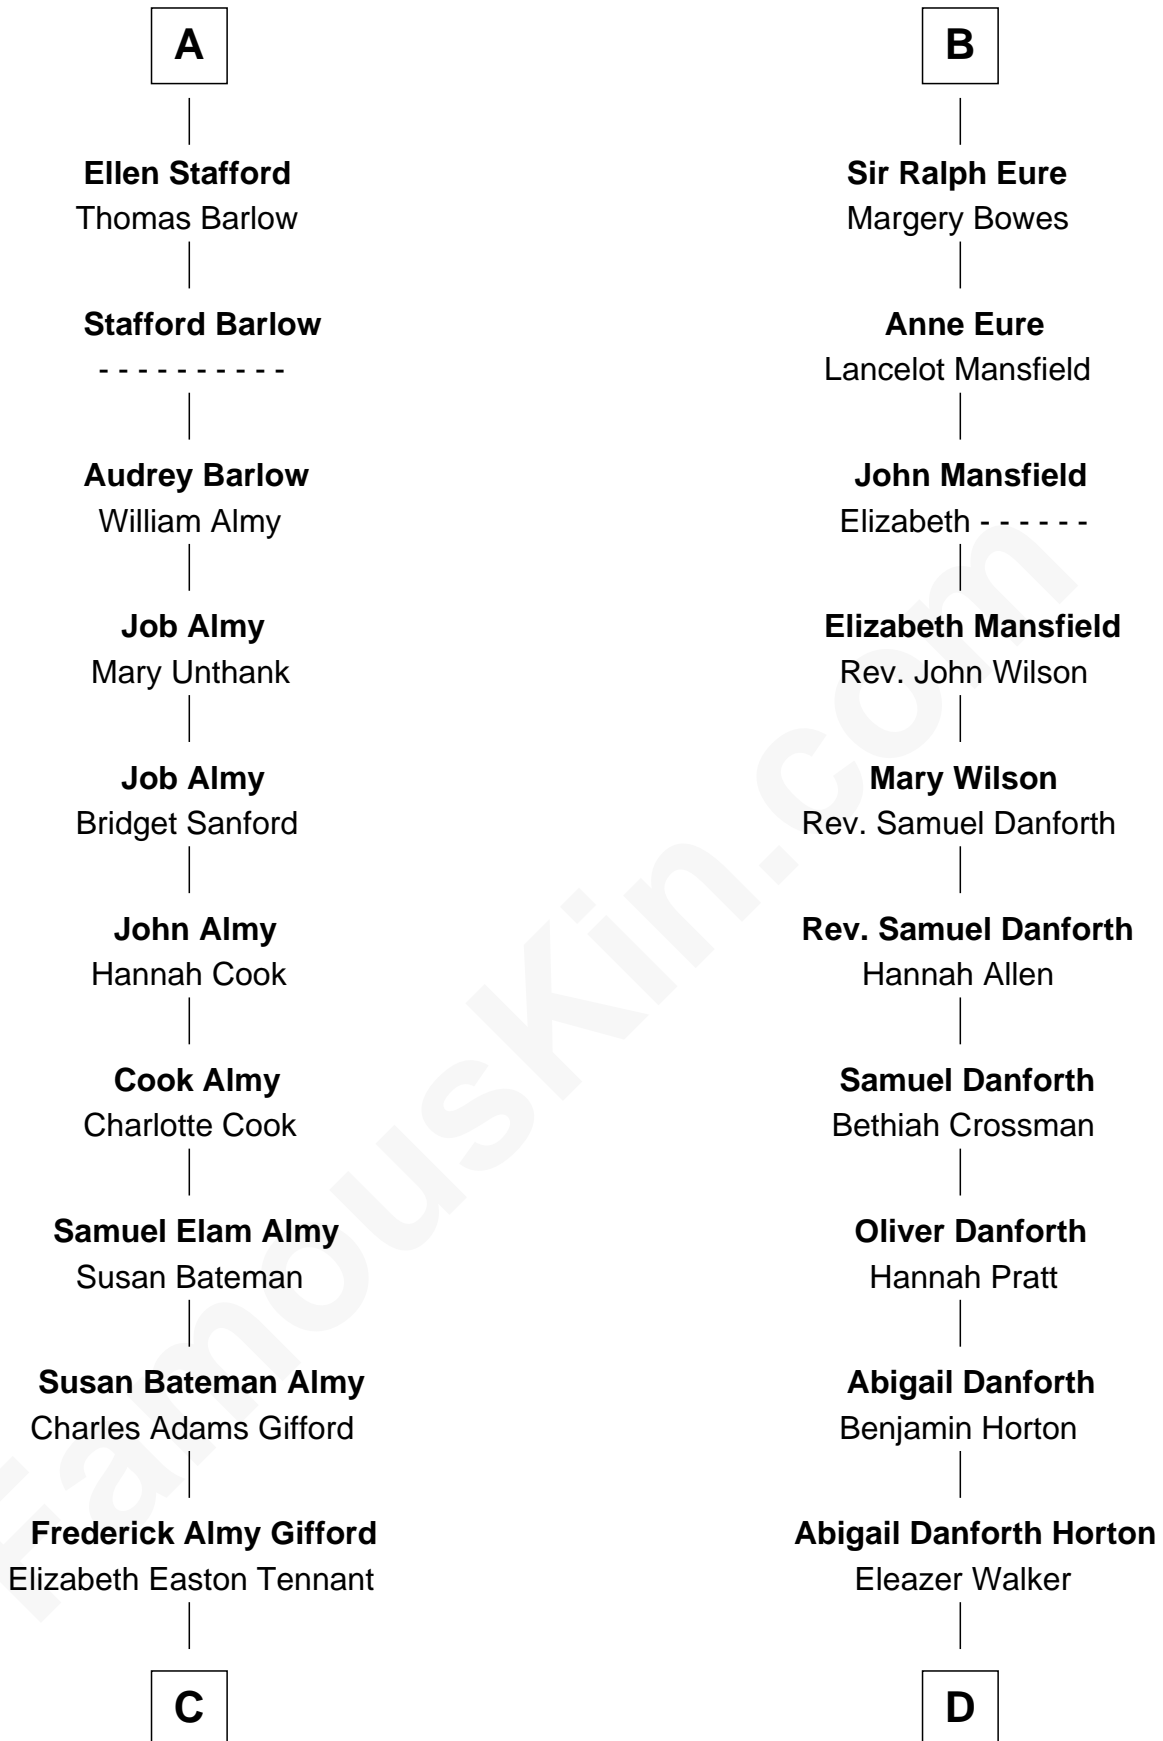 A
Ellen Stafford
Thomas Barlow
Stafford Barlow
- - - - - - - - - -
Audrey Barlow
William Almy
Job Almy
Mary Unthank
Job Almy
Bridget Sanford
John Almy
Hannah Cook
Cook Almy
Charlotte Cook
Samuel Elam Almy
Susan Bateman
Susan Bateman Almy
Charles Adams Gifford
Frederick Almy Gifford
Elizabeth Easton Tennant
C
B
Sir Ralph Eure
Margery Bowes
Anne Eure
Lancelot Mansfield
John Mansfield
Elizabeth - - - - - -
Elizabeth Mansfield
Rev. John Wilson
Mary Wilson
Rev. Samuel Danforth
Rev. Samuel Danforth
Hannah Allen
Samuel Danforth
Bethiah Crossman
Oliver Danforth
Hannah Pratt
Abigail Danforth
Benjamin Horton
Abigail Danforth Horton
Eleazer Walker
D
FamousKin.com